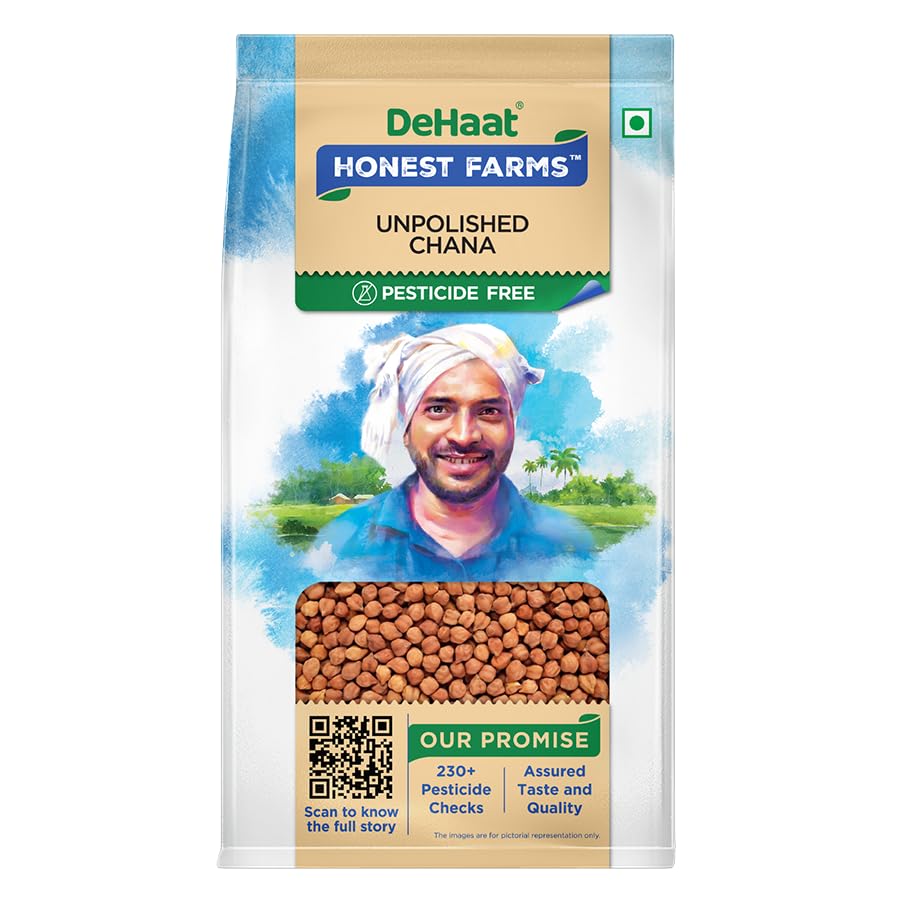 DeHaat®
HONEST FARMS™
UNPOLISHED
CHANA
PESTICIDE FREE
OUR PROMISE
230+
Pesticide
Checks
Assured
Taste and
Quality
Scan to know
the full story
The images are for pictorial representation only.